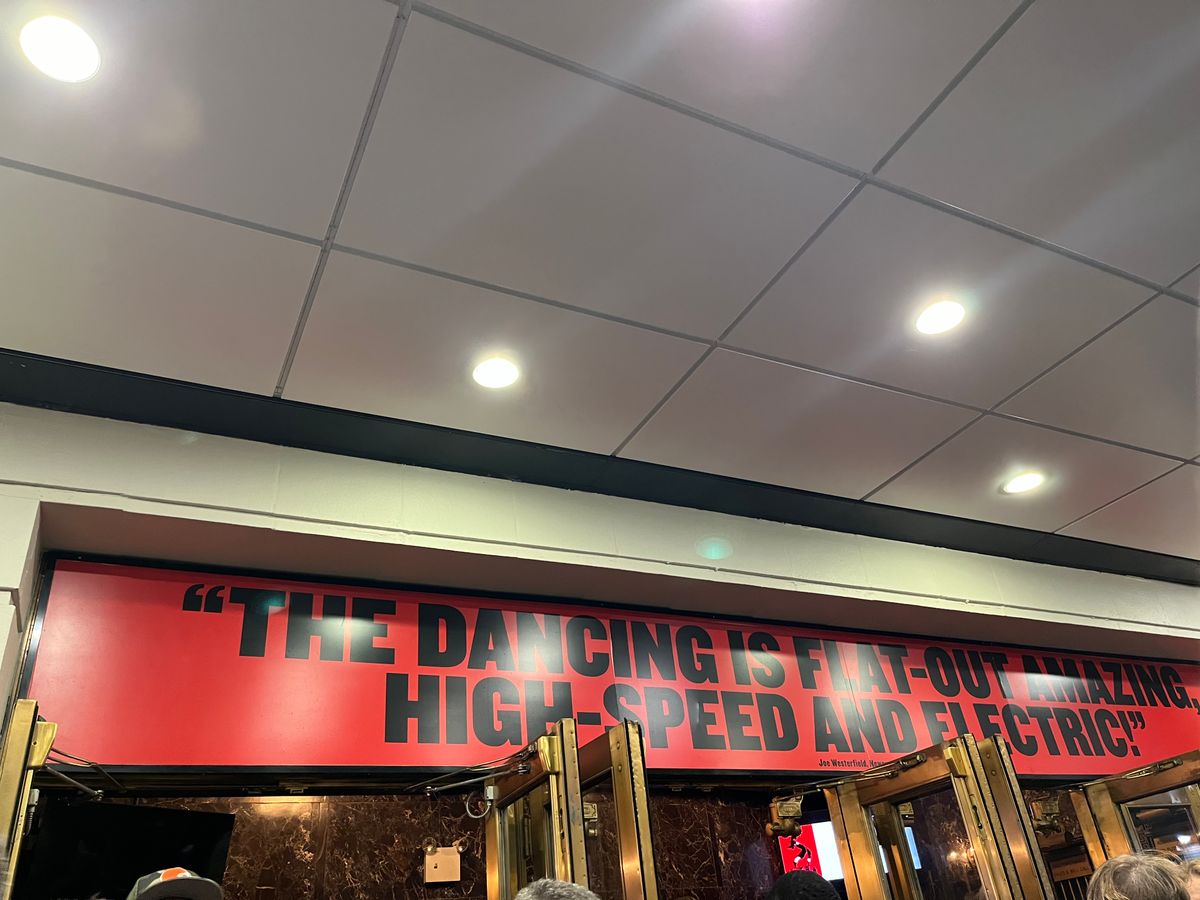 “THE DANCING IS FLAT-OUT AMAZING,
HIGH-SPEED AND ELECTRIC!”
Joe Westerfield,